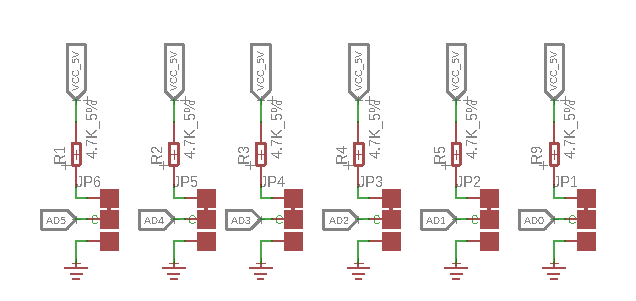 VCC_5V VCC_5V VCC_5V VCC_5V VCC_5V VCC_5V
R1 4.7K_5% R2 4.7K_5% R3 4.7K_5% R4 4.7K_5% R5 4.7K_5% R9 4.7K_5%
JP6 JP5 JP4 JP3 JP2 JP1
AD5 C AD4 C AD3 C AD2 C AD1 C AD0 C